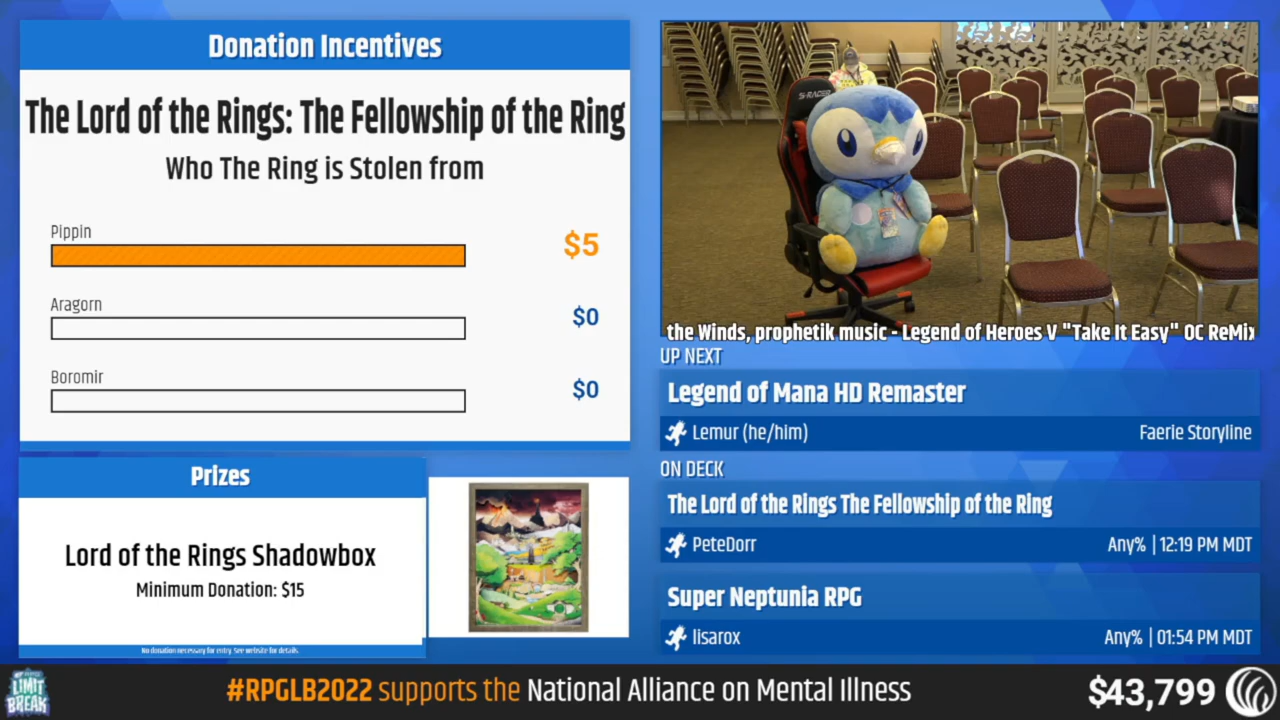 Donation Incentives
The Lord of the Rings: The Fellowship of the Ring
Who The Ring is Stolen from
Pippin
$5
Aragorn
$0
Boromir
$0
Prizes
Lord of the Rings Shadowbox
Minimum Donation: $15
No donation necessary for entry. See website for details.
S-RACER
the Winds, prophetik music - Legend of Heroes V "Take It Easy" OC ReMix
UP NEXT
Legend of Mana HD Remaster
Lemur (he/him) Faerie Storyline
ON DECK
The Lord of the Rings The Fellowship of the Ring
PeteDorr Any% | 12:19 PM MDT
Super Neptunia RPG
lisarox Any% | 01:54 PM MDT
LIMIT
BREAK
#RPGLB2022 supports the National Alliance on Mental Illness
$43,799